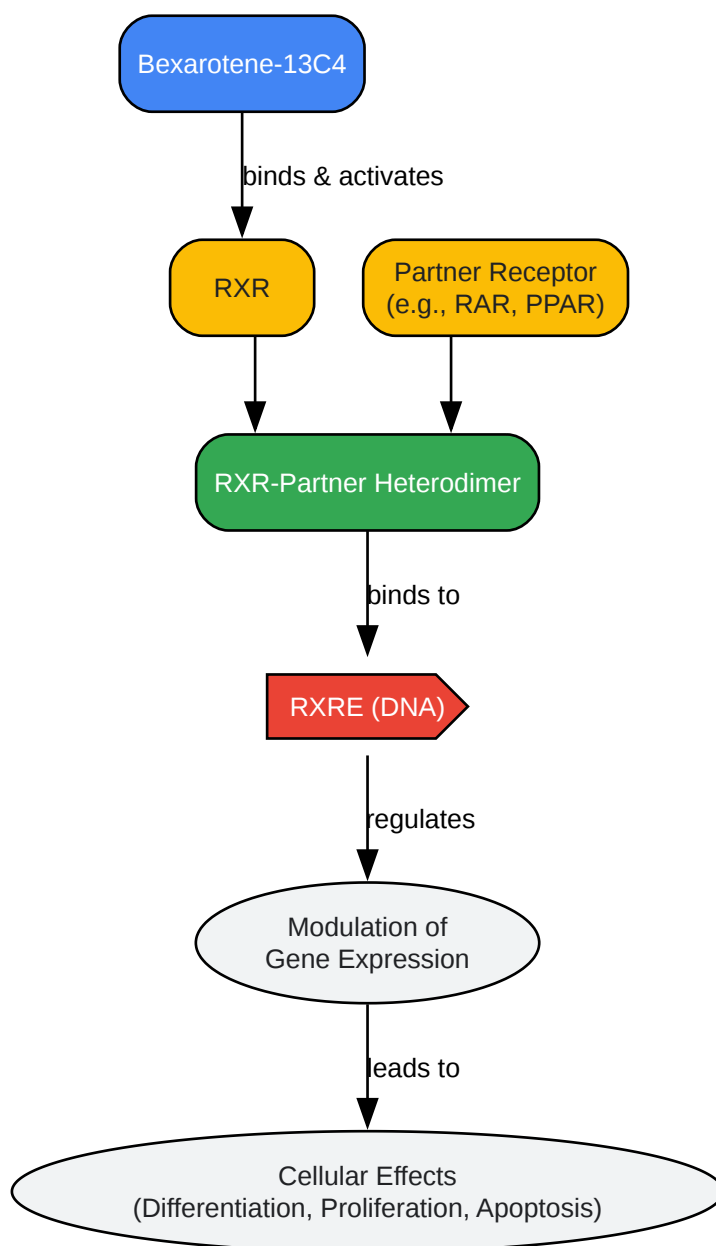 Bexarotene-13C4
binds & activates
RXR
Partner Receptor
(e.g., RAR, PPAR)
RXR-Partner Heterodimer
binds to
RXRE (DNA)
regulates
Modulation of
Gene Expression
leads to
Cellular Effects
(Differentiation, Proliferation, Apoptosis)